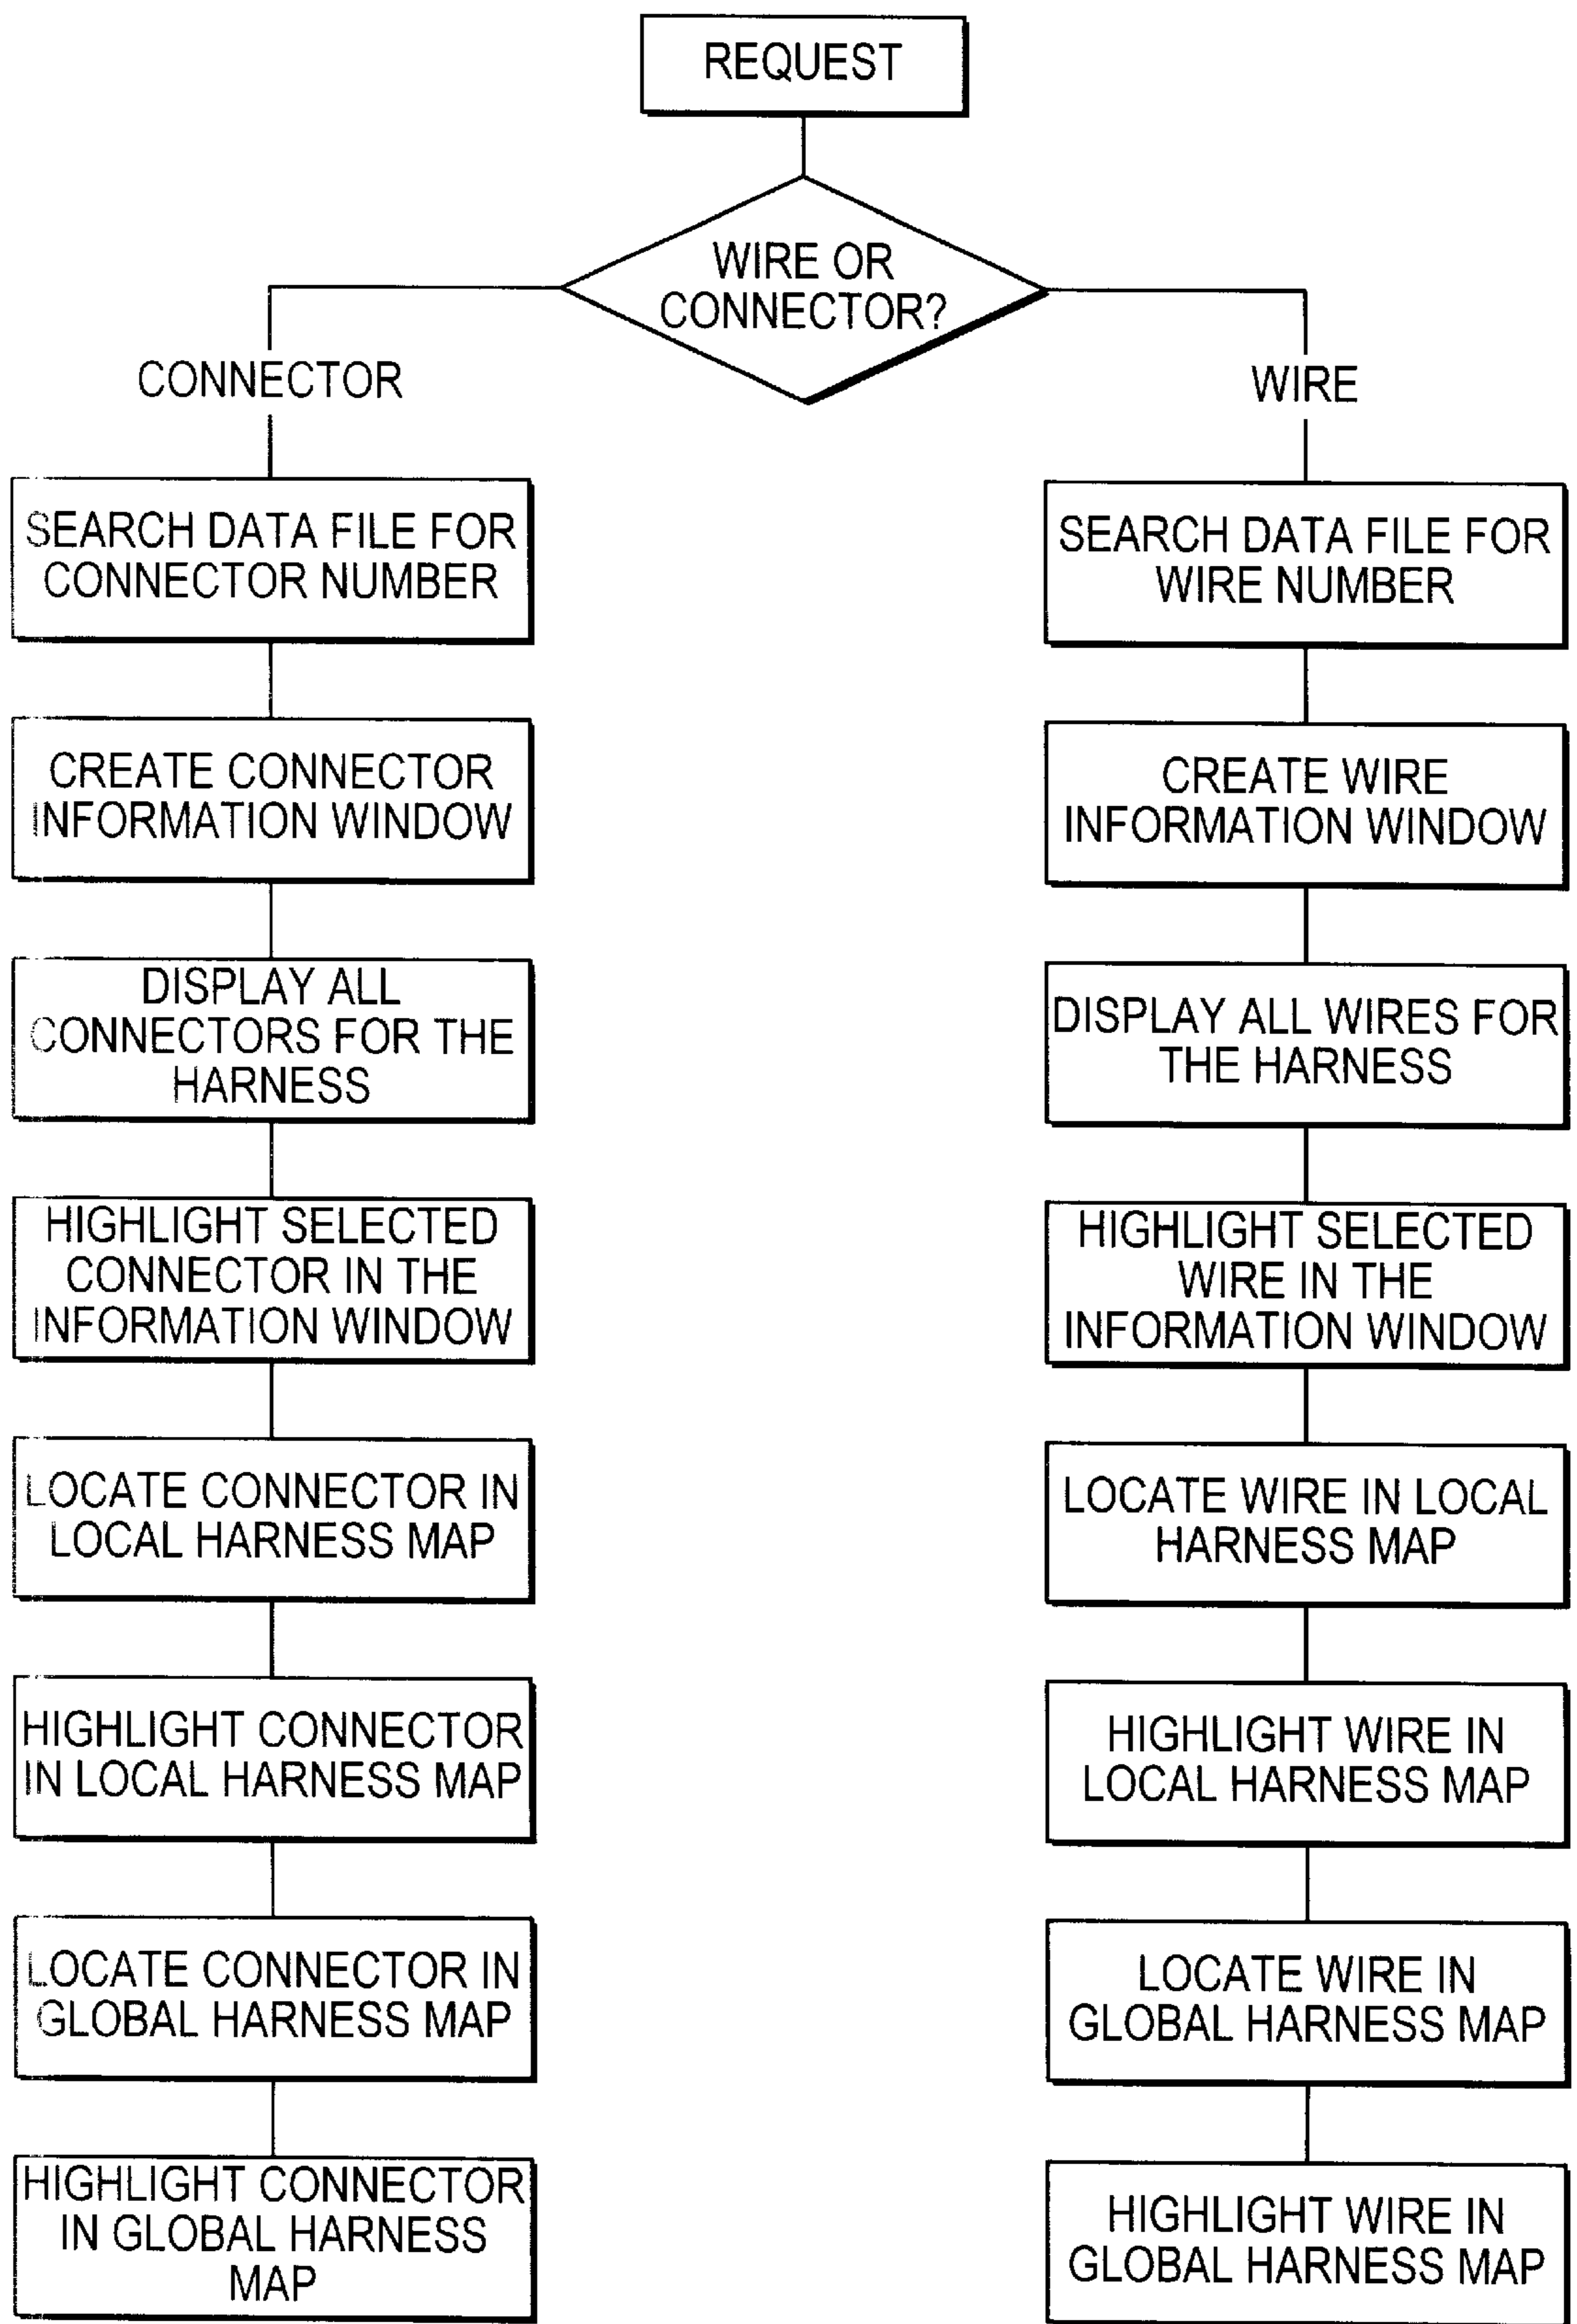 REQUEST
WIRE OR
CONNECTOR?
CONNECTOR
SEARCH DATA FILE FOR
CONNECTOR NUMBER
CREATE CONNECTOR
INFORMATION WINDOW
DISPLAY ALL
CONNECTORS FOR THE
HARNESS
HIGHLIGHT SELECTED
CONNECTOR IN THE
INFORMATION WINDOW
LOCATE CONNECTOR IN
LOCAL HARNESS MAP
HIGHLIGHT CONNECTOR
IN LOCAL HARNESS MAP
LOCATE CONNECTOR IN
GLOBAL HARNESS MAP
HIGHLIGHT CONNECTOR
IN GLOBAL HARNESS
MAP
WIRE
SEARCH DATA FILE FOR
WIRE NUMBER
CREATE WIRE
INFORMATION WINDOW
DISPLAY ALL WIRES FOR
THE HARNESS
HIGHLIGHT SELECTED
WIRE IN THE
INFORMATION WINDOW
LOCATE WIRE IN LOCAL
HARNESS MAP
HIGHLIGHT WIRE IN
LOCAL HARNESS MAP
LOCATE WIRE IN
GLOBAL HARNESS MAP
HIGHLIGHT WIRE IN
GLOBAL HARNESS MAP